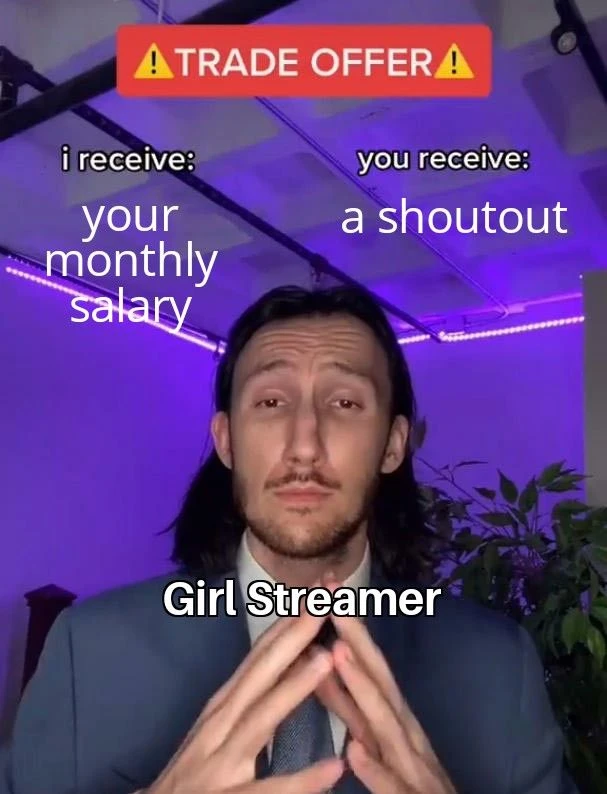 ⚠TRADE OFFER⚠
i receive:
you receive:
your
monthly
salary
a shoutout
Girl Streamer